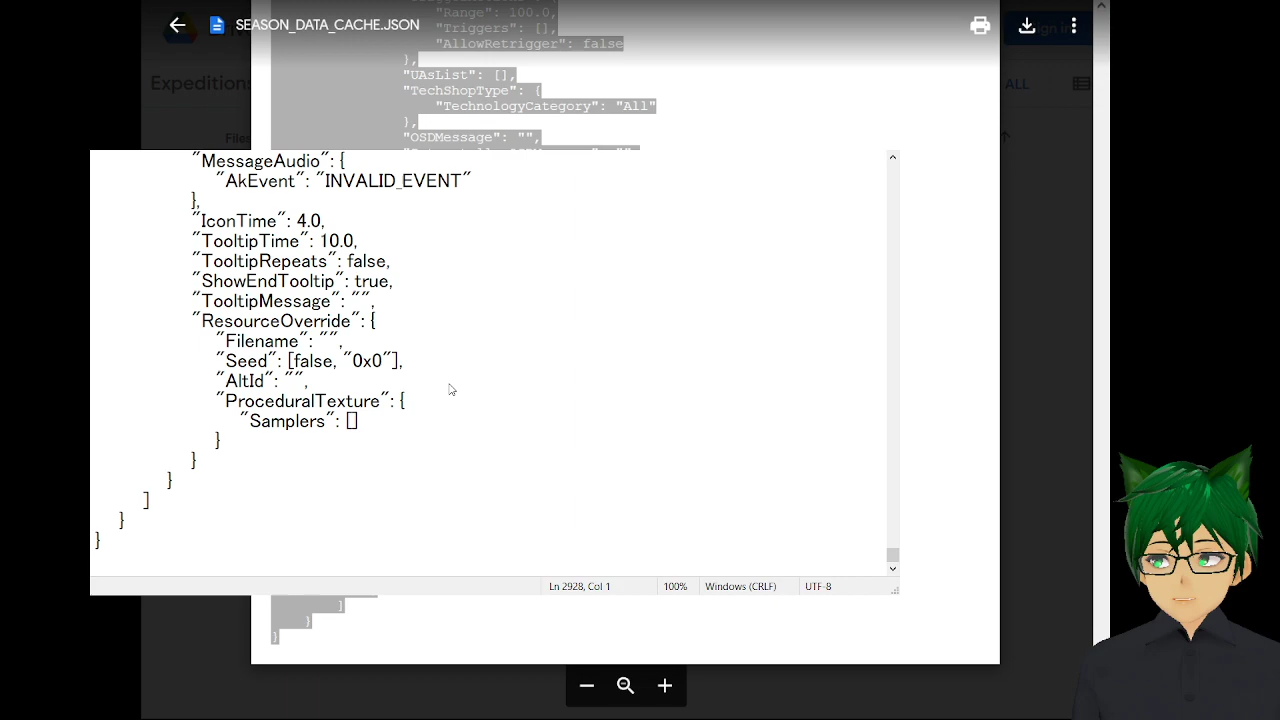 SEASON_DATA_CACHE.JSON
Expeditions
ALL
Files
"Range": 100.0,
"Triggers": [],
"AllowRetrigger": false
},
"UAsList": [],
"TechShopType": {
"TechnologyCategory": "All"
},
"OSDMessage": "",
"MessageAudio": {
"AkEvent": "INVALID_EVENT"
},
"IconTime": 4.0,
"TooltipTime": 10.0,
"TooltipRepeats": false,
"ShowEndTooltip": true,
"TooltipMessage": "",
"ResourceOverride": {
"Filename": "",
"Seed": [false, "0x0"],
"AltId": "",
"ProceduralTexture": {
"Samplers": []
}
}
}
]
}
}
Ln 2928, Col 1
100%
Windows (CRLF)
UTF-8
]
}
}